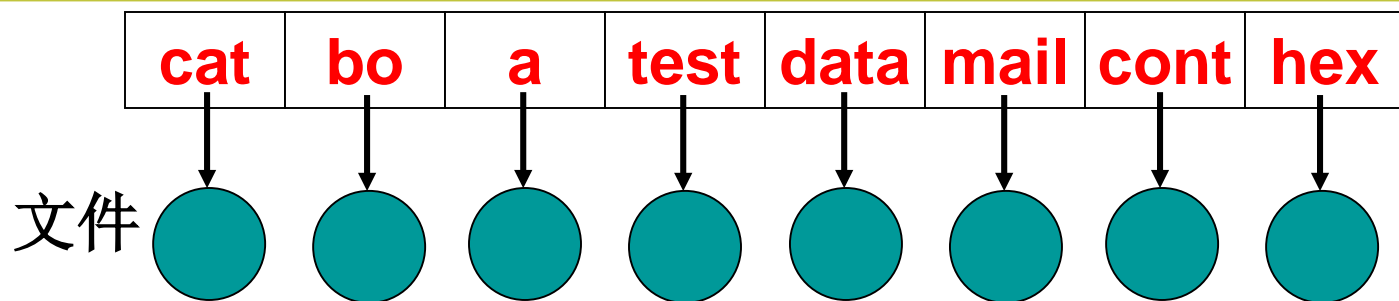 cat bo a test data mail cont hex
文件